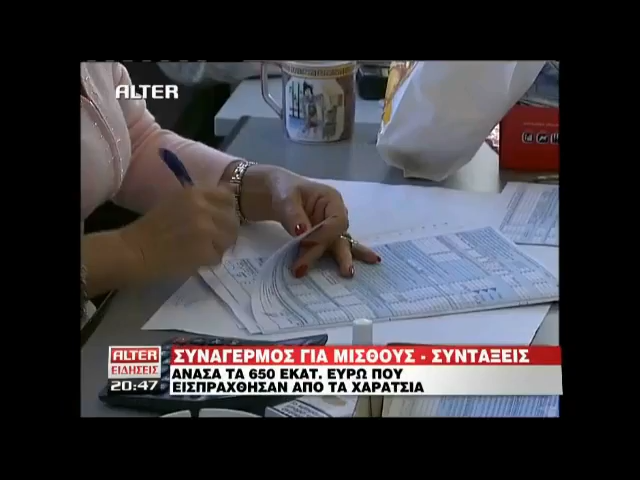 ALTER
ALTER
ΕΙΔΗΣΕΙΣ
20:47
ΣΥΝΑΓΕΡΜΟΣ ΓΙΑ ΜΙΣΘΟΥΣ - ΣΥΝΤΑΞΕΙΣ
ΑΝΑΣΑ ΤΑ 650 ΕΚΑΤ. ΕΥΡΩ ΠΟΥ
ΕΙΣΠΡΑΧΘΗΣΑΝ ΑΠΟ ΤΑ ΧΑΡΑΤΣΙΑ